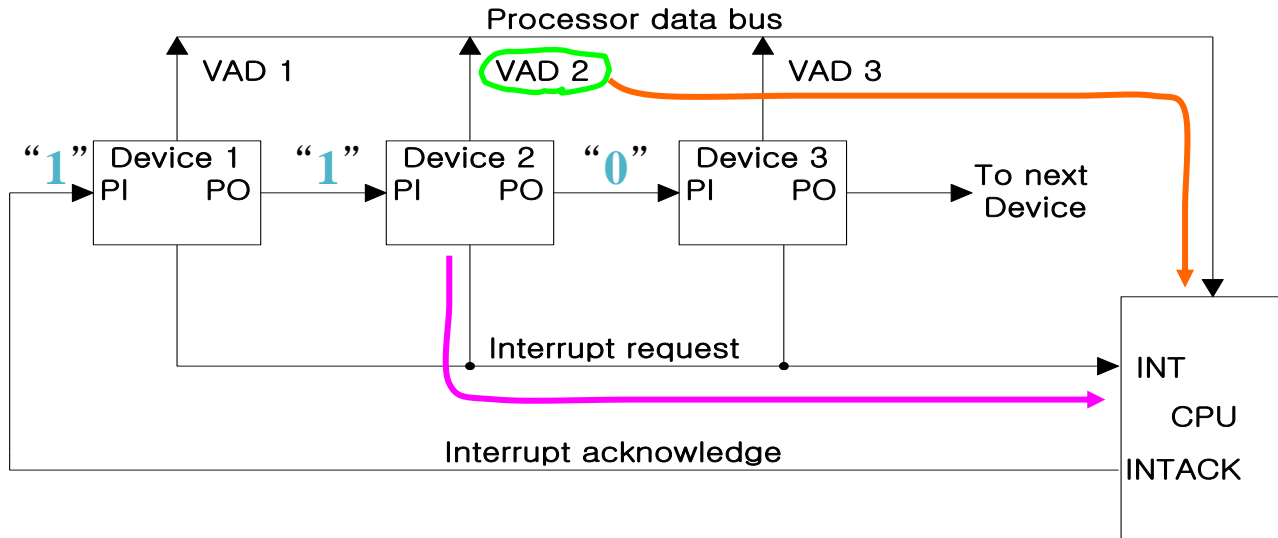 Processor data bus
VAD 1
VAD 2
VAD 3
“1”
Device 1
PI
PO
“1”
Device 2
PI
PO
“0”
Device 3
PI
PO
To next
Device
Interrupt request
INT
CPU
Interrupt acknowledge
INTACK